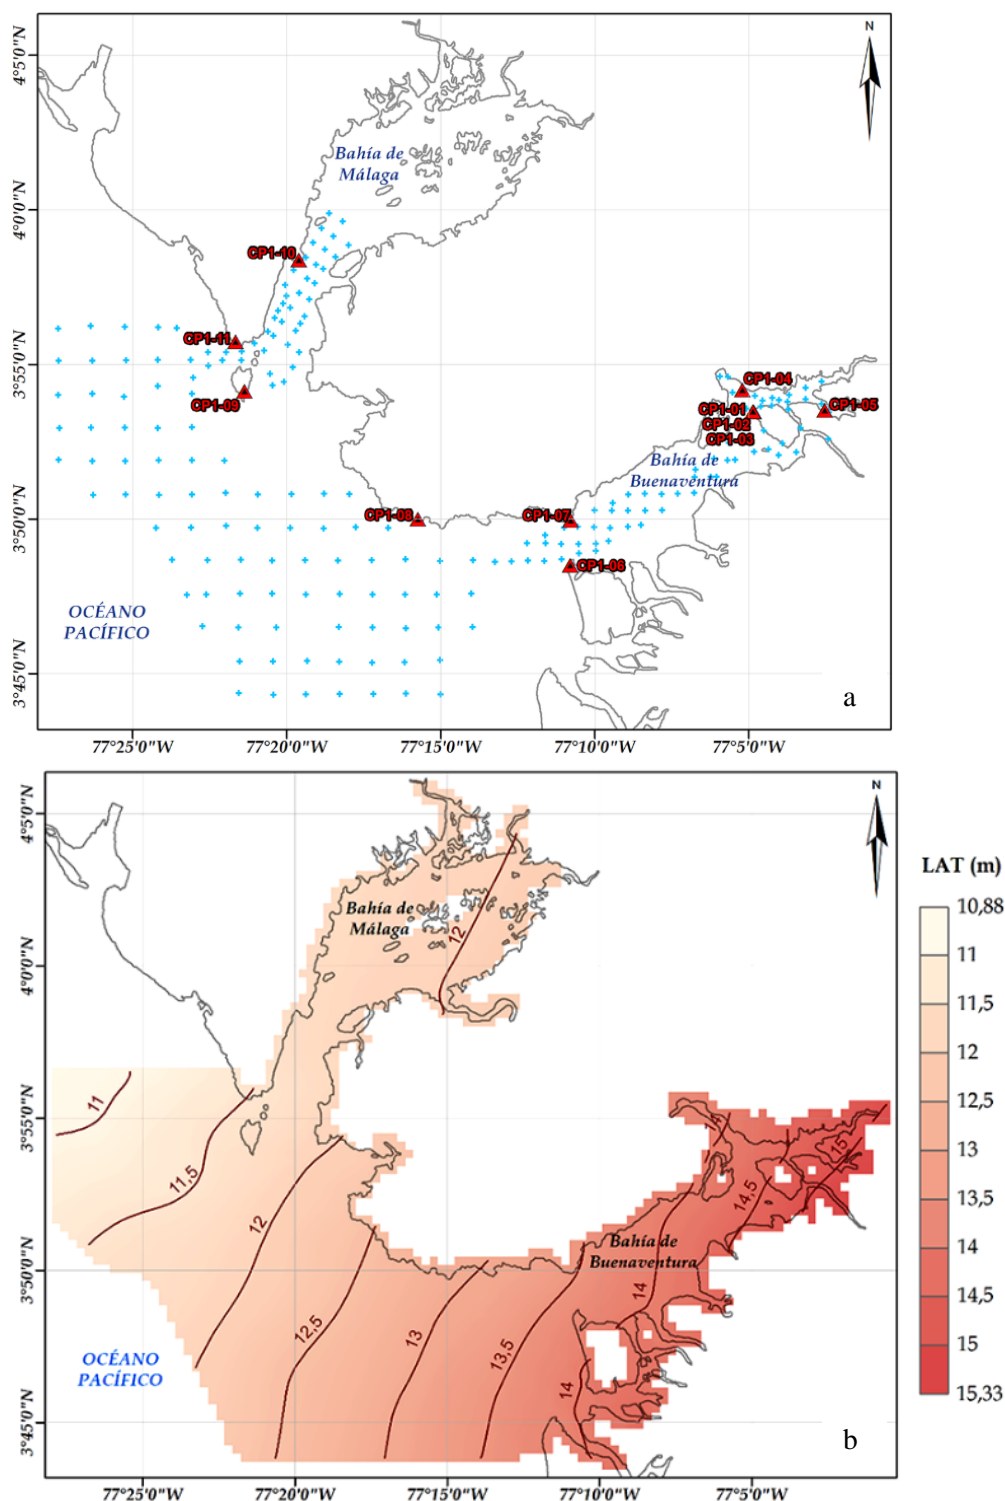 N
4°5'0"N
Bahía de
Málaga
4°0'0"N
CP1-10
CP1-11
3°55'0"N
CP1-09
CP1-04
CP1-01
CP1-05
CP1-02
CP1-03
Bahía de
Buenaventura
CP1-08
CP1-07
3°50'0"N
CP1-06
OCÉANO
PACÍFICO
3°45'0"N
a
77°25'0"W
77°20'0"W
77°15'0"W
77°10'0"W
77°5'0"W
N
4°5'0"N
LAT (m)
10,88
11
11,5
12
12,5
13
13,5
14
14,5
15
15,33
Bahía de
Málaga
12
4°0'0"N
11
3°55'0"N
14
15
11,5
14,5
12
Bahía de
Buenaventura
3°50'0"N
14
12,5
13
13,5
14
OCÉANO
PACÍFICO
3°45'0"N
b
77°25'0"W
77°20'0"W
77°15'0"W
77°10'0"W
77°5'0"W